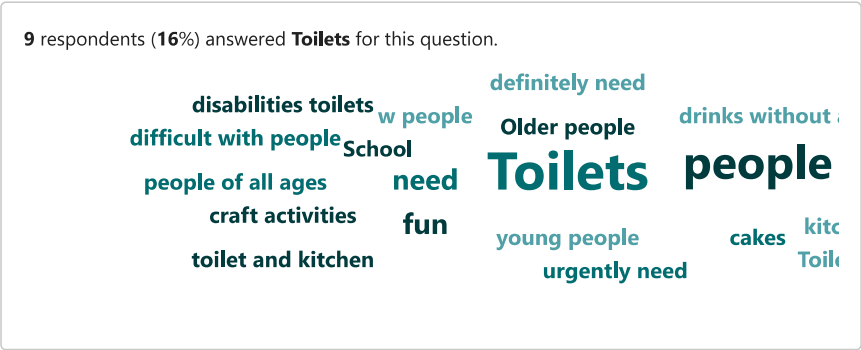 9 respondents (16%) answered Toilets for this question.
definitely need
disabilities toilets
w people
drinks without
Older people
difficult with people
School
Toilets
people
people of all ages
need
craft activities
fun
kitc
young people
cakes
toilet and kitchen
Toile
urgently need